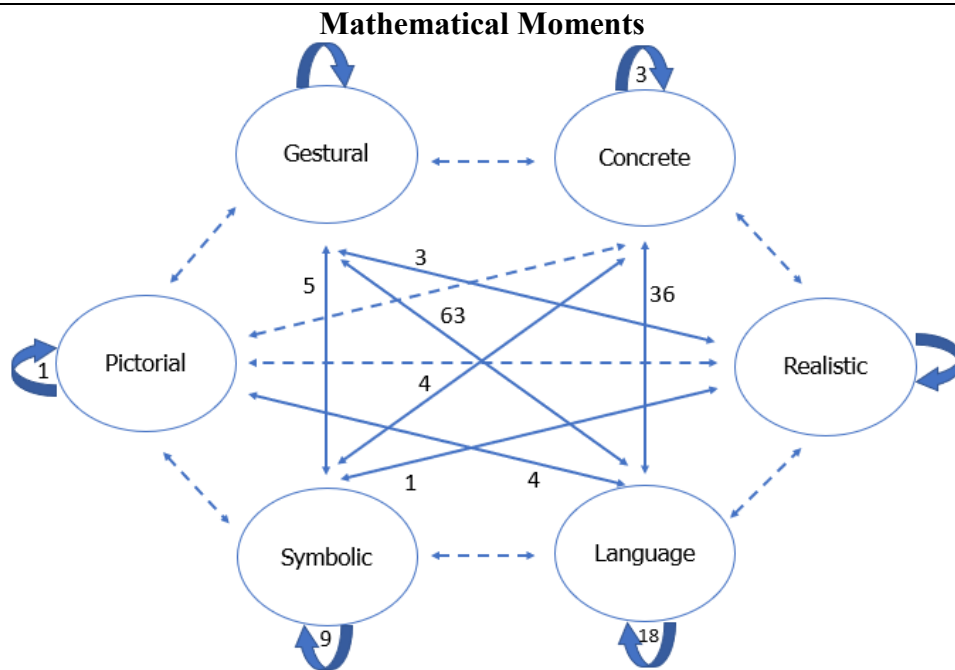 Mathematical Moments
3
Gestural
Concrete
3
5
36
63
Pictorial
1
Realistic
4
1
4
Symbolic
Language
9
18